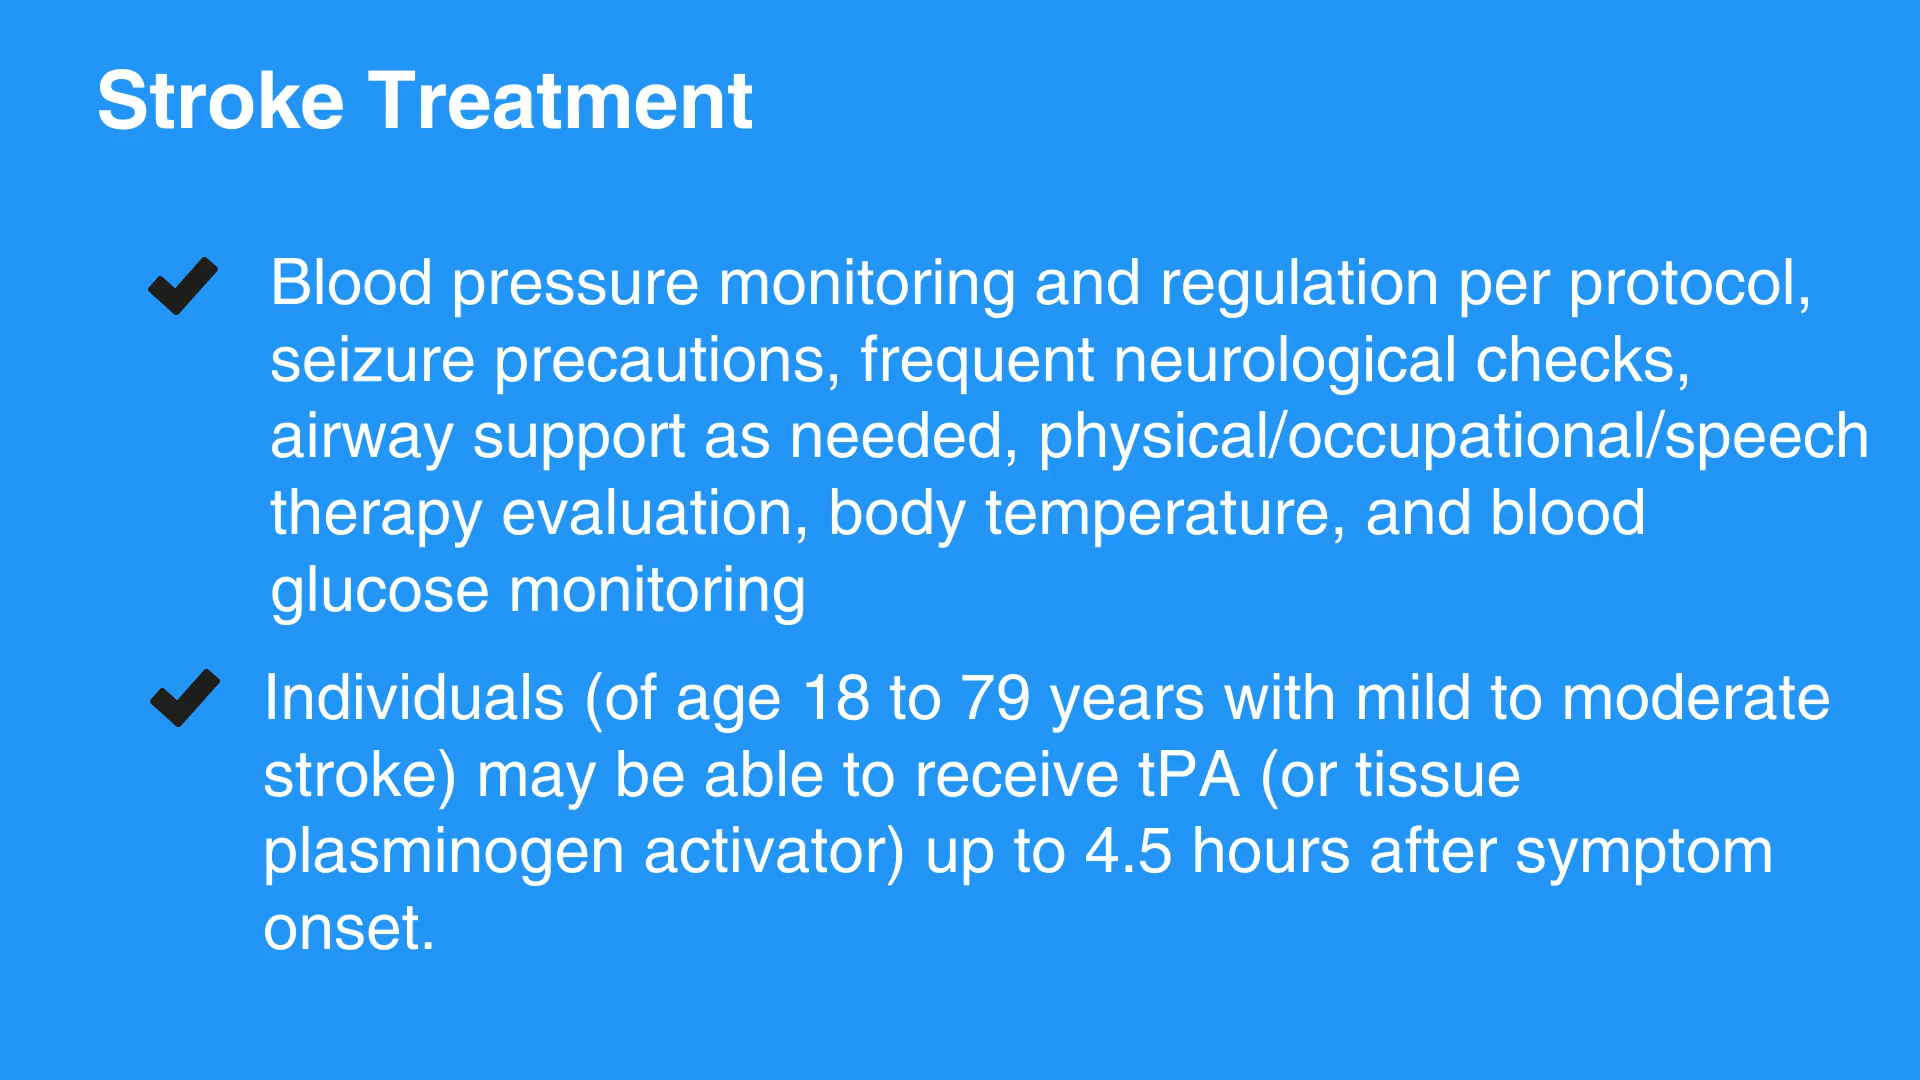 Stroke Treatment
Blood pressure monitoring and regulation per protocol,
seizure precautions, frequent neurological checks,
airway support as needed, physical/occupational/speech
therapy evaluation, body temperature, and blood
glucose monitoring
Individuals (of age 18 to 79 years with mild to moderate
stroke) may be able to receive tPA (or tissue
plasminogen activator) up to 4.5 hours after symptom
onset.